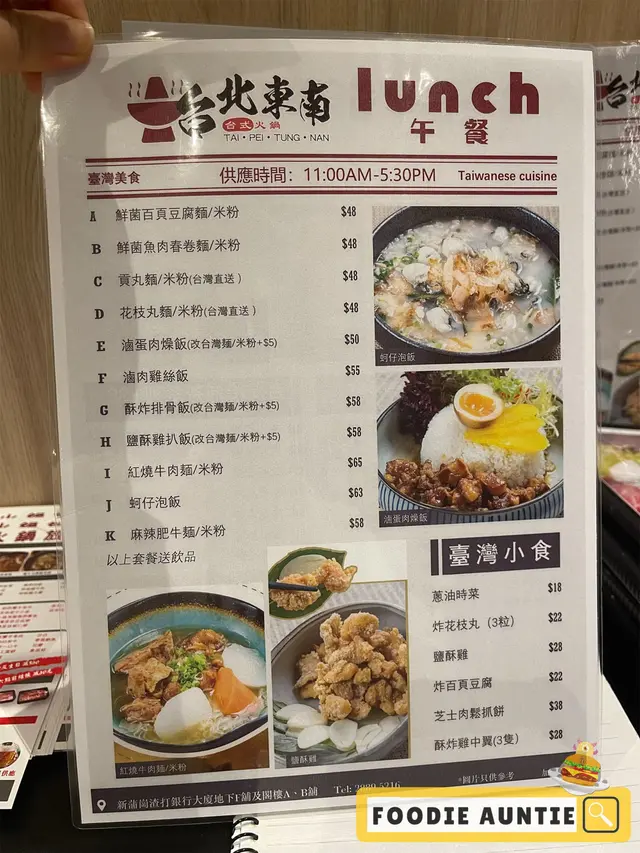 台北東南
台式火鍋
TAI・PEI・TUNG・NAN
lunch
午餐
臺灣美食
供應時間：11:00AM-5:30PM
Taiwanese cuisine
A 鮮菌百頁豆腐麵/米粉 $48
B 鮮菌魚肉春卷麵/米粉 $48
C 貢丸麵/米粉(台灣直送) $48
D 花枝丸麵/米粉(台灣直送) $48
E 滷蛋肉燥飯(改台灣麵/米粉+$5) $50
F 滷肉雞絲飯 $55
G 酥炸排骨飯(改台灣麵/米粉+$5) $58
H 鹽酥雞扒飯(改台灣麵/米粉+$5) $58
I 紅燒牛肉麵/米粉 $65
J 蚵仔泡飯 $63
K 麻辣肥牛麵/米粉 $58
以上套餐送飲品
蚵仔泡飯
滷蛋肉燥飯
臺灣小食
蔥油時菜 $18
炸花枝丸（3粒） $22
鹽酥雞 $28
炸百頁豆腐 $22
芝士肉鬆抓餅 $38
酥炸雞中翼(3隻) $28
紅燒牛肉麵/米粉
鹽酥雞
*圖片只供參考
新蒲崗渣打銀行大廈地下F舖及閣樓A、B舖
FOODIE AUNTIE